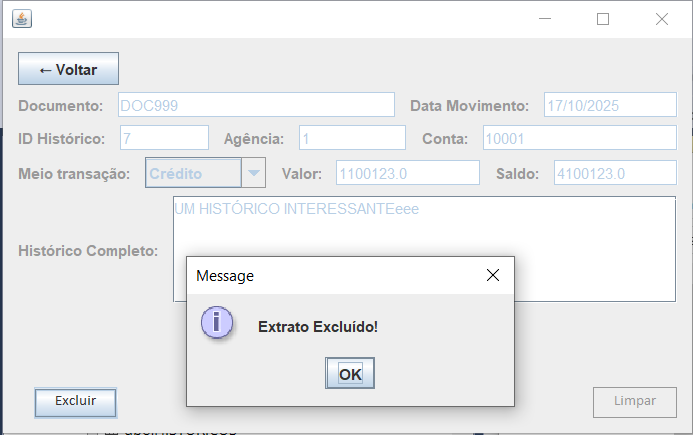 ← Voltar
Documento: DOC999 Data Movimento: 17/10/2025
ID Histórico: 7 Agência: 1 Conta: 10001
Meio transação: Crédito Valor: 1100123.0 Saldo: 4100123.0
UM HISTÓRICO INTERESSANTEeee
Histórico Completo:
Message
Extrato Excluído!
OK
Excluir Limpar